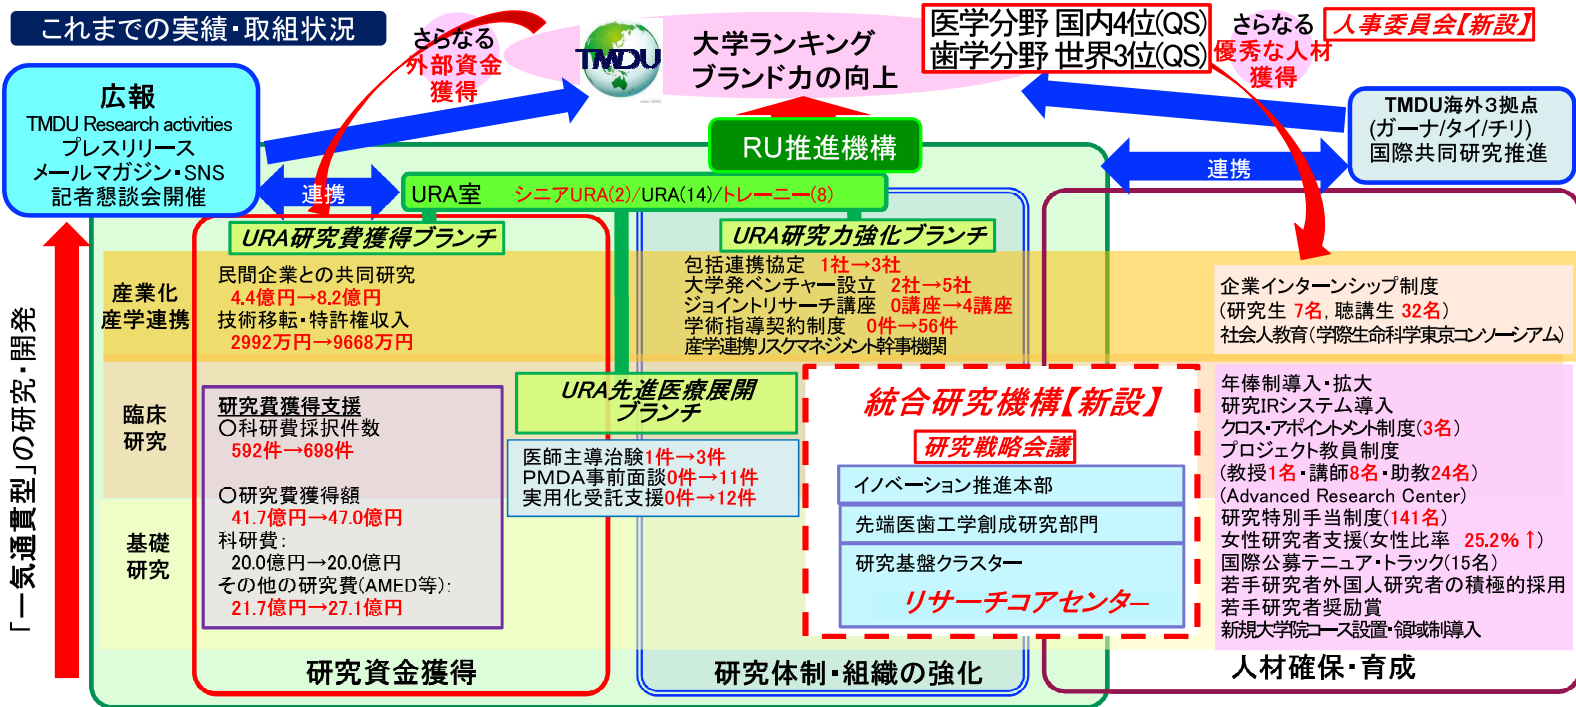 これまでの実績・取組状況
さらなる
外部資金
獲得
TMDU
大学ランキング
ブランド力の向上
医学分野 国内4位(QS)
歯学分野 世界3位(QS)
さらなる
優秀な人材
獲得
人事委員会【新設】
広報
TMDU Research activities
プレスリリース
メールマガジン・SNS
記者懇談会開催
連携
RU推進機構
TMDU海外３拠点
(ガーナ/タイ/チリ)
国際共同研究推進
連携
URA室 シニアURA(2)/URA(14)/トレーニー(8)
「一気通貫型」の研究・開発
産業化
産学連携
臨床
研究
基礎
研究
URA研究費獲得ブランチ
民間企業との共同研究
4.4億円→8.2億円
技術移転・特許権収入
2992万円→9668万円
研究費獲得支援
〇科研費採択件数
592件→698件
〇研究費獲得額
41.7億円→47.0億円
科研費:
20.0億円→20.0億円
その他の研究費(AMED等):
21.7億円→27.1億円
研究資金獲得
URA先進医療展開
ブランチ
医師主導治験1件→3件
PMDA事前面談0件→11件
実用化受託支援0件→12件
URA研究力強化ブランチ
包括連携協定 1社→3社
大学発ベンチャー設立 2社→5社
ジョイントリサーチ講座 0講座→4講座
学術指導契約制度 0件→56件
産学連携リスクマネジメント幹事機関
統合研究機構【新設】
研究戦略会議
イノベーション推進本部
先端医歯工学創成研究部門
研究基盤クラスター
リサーチコアセンター
研究体制・組織の強化
企業インターンシップ制度
(研究生 7名, 聴講生 32名)
社会人教育(学際生命科学東京コンソーシアム)
年俸制導入・拡大
研究IRシステム導入
クロス・アポイントメント制度(3名)
プロジェクト教員制度
(教授1名・講師8名・助教24名)
(Advanced Research Center)
研究特別手当制度(141名)
女性研究者支援(女性比率 25.2%↑)
国際公募テニュア・トラック(15名)
若手研究者外国人研究者の積極的採用
若手研究者奨励賞
新規大学院コース設置・領域制導入
人材確保・育成